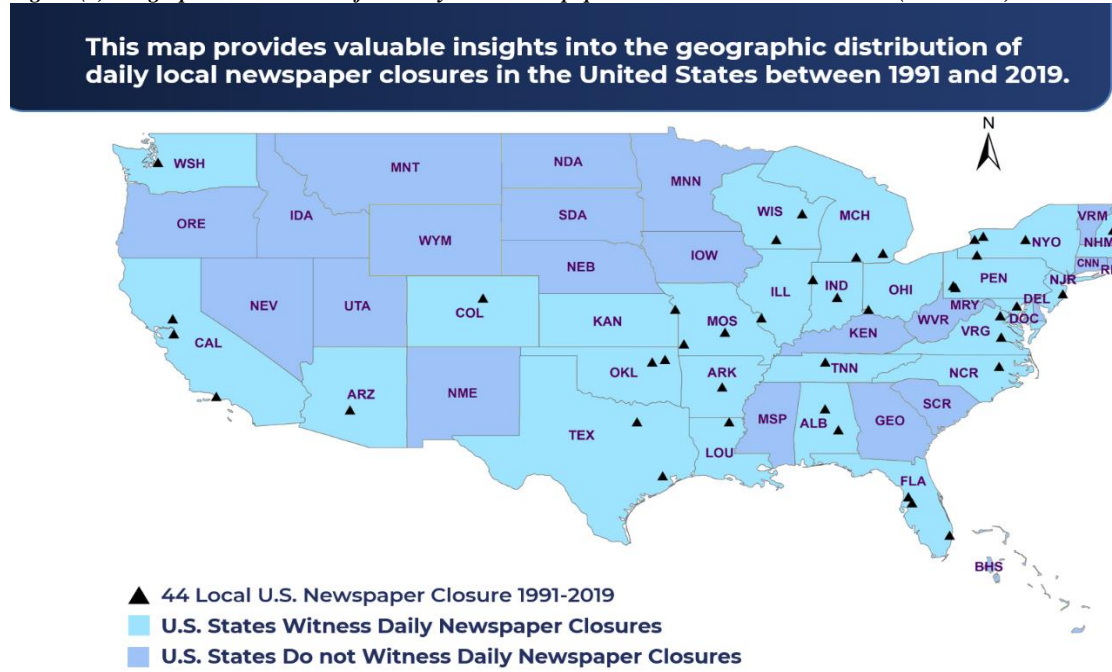 This map provides valuable insights into the geographic distribution of
daily local newspaper closures in the United States between 1991 and 2019.
N
WSH
MNT
NDA
MNN
ORE
IDA
SDA
WIS
MCH
NYO
VRM
NHM
WYM
IOW
CNN
NEB
PEN
NJR
NEV
UTA
COL
KAN
MOS
ILL
IND
OHI
MRY
DEL
DOC
WVR
VRG
CAL
KEN
OKL
ARK
TNN
NCR
ARZ
NME
SCR
MSP
ALB
GEO
TEX
LOU
FLA
BHS
44 Local U.S. Newspaper Closure 1991-2019
U.S. States Witness Daily Newspaper Closures
U.S. States Do not Witness Daily Newspaper Closures